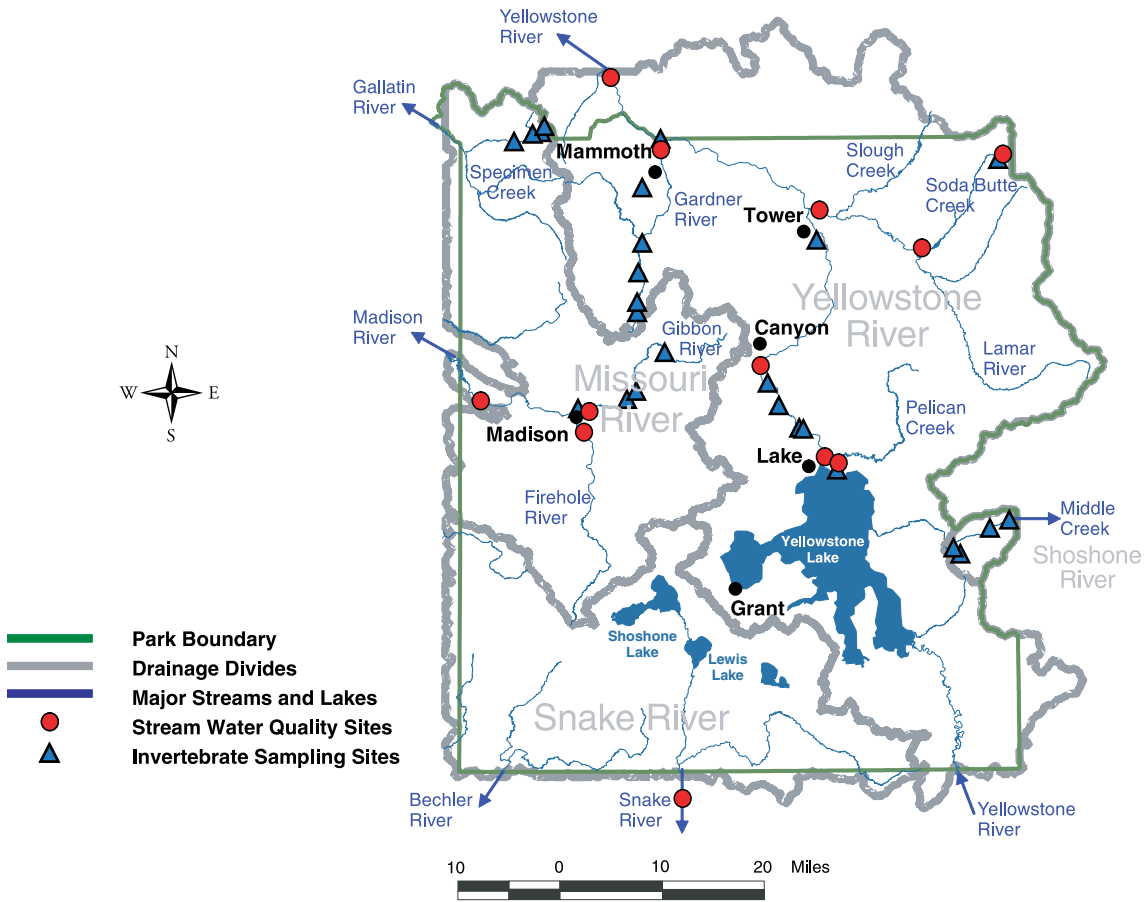 Yellowstone
River
Gallatin
River
Mammoth
Slough
Creek
Specimen
Creek
Gardner
River
Soda Butte
Creek
Tower
Yellowstone
River
Madison
River
Canyon
Gibbon
River
Lamar
River
N
W
E
S
Missouri
River
Pelican
Creek
Madison
Lake
Firehole
River
Middle
Creek
Yellowstone
Lake
Shoshone
River
Grant
Park Boundary
Shoshone
Lake
Drainage Divides
Lewis
Lake
Major Streams and Lakes
Snake River
Stream Water Quality Sites
Invertebrate Sampling Sites
Bechler
River
Snake
River
Yellowstone
River
10 0 10 20 Miles